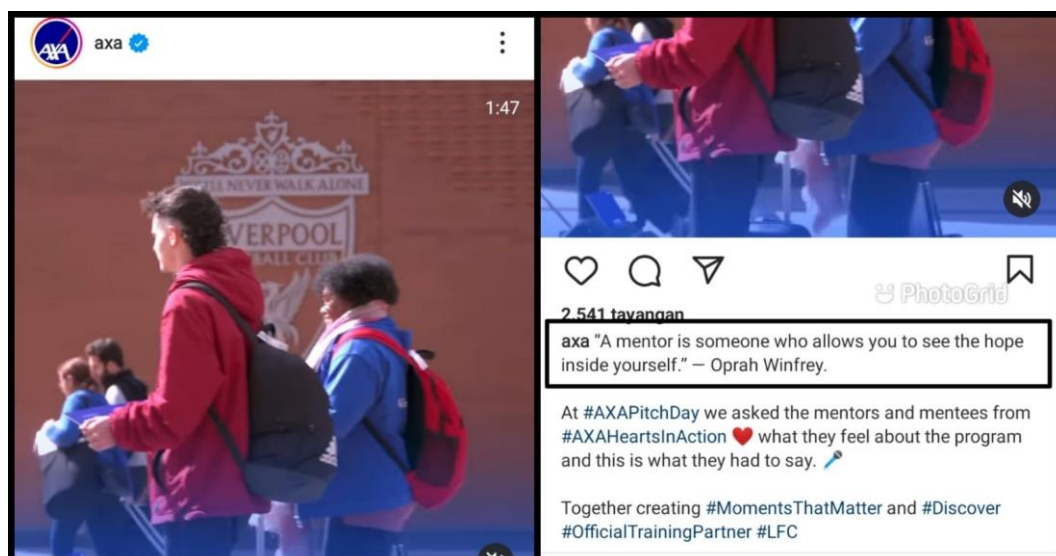 AXA
axa
1:47
YOU'LL NEVER WALK ALONE
LIVERPOOL
FOOTBALL CLUB
PhotoGrid
2.541 tayangan
axa “A mentor is someone who allows you to see the hope
inside yourself.” — Oprah Winfrey.
At #AXAPitchDay we asked the mentors and mentees from
#AXAHeartsInAction ❤️ what they feel about the program
and this is what they had to say. 🎤
Together creating #MomentsThatMatter and #Discover
#OfficialTrainingPartner #LFC